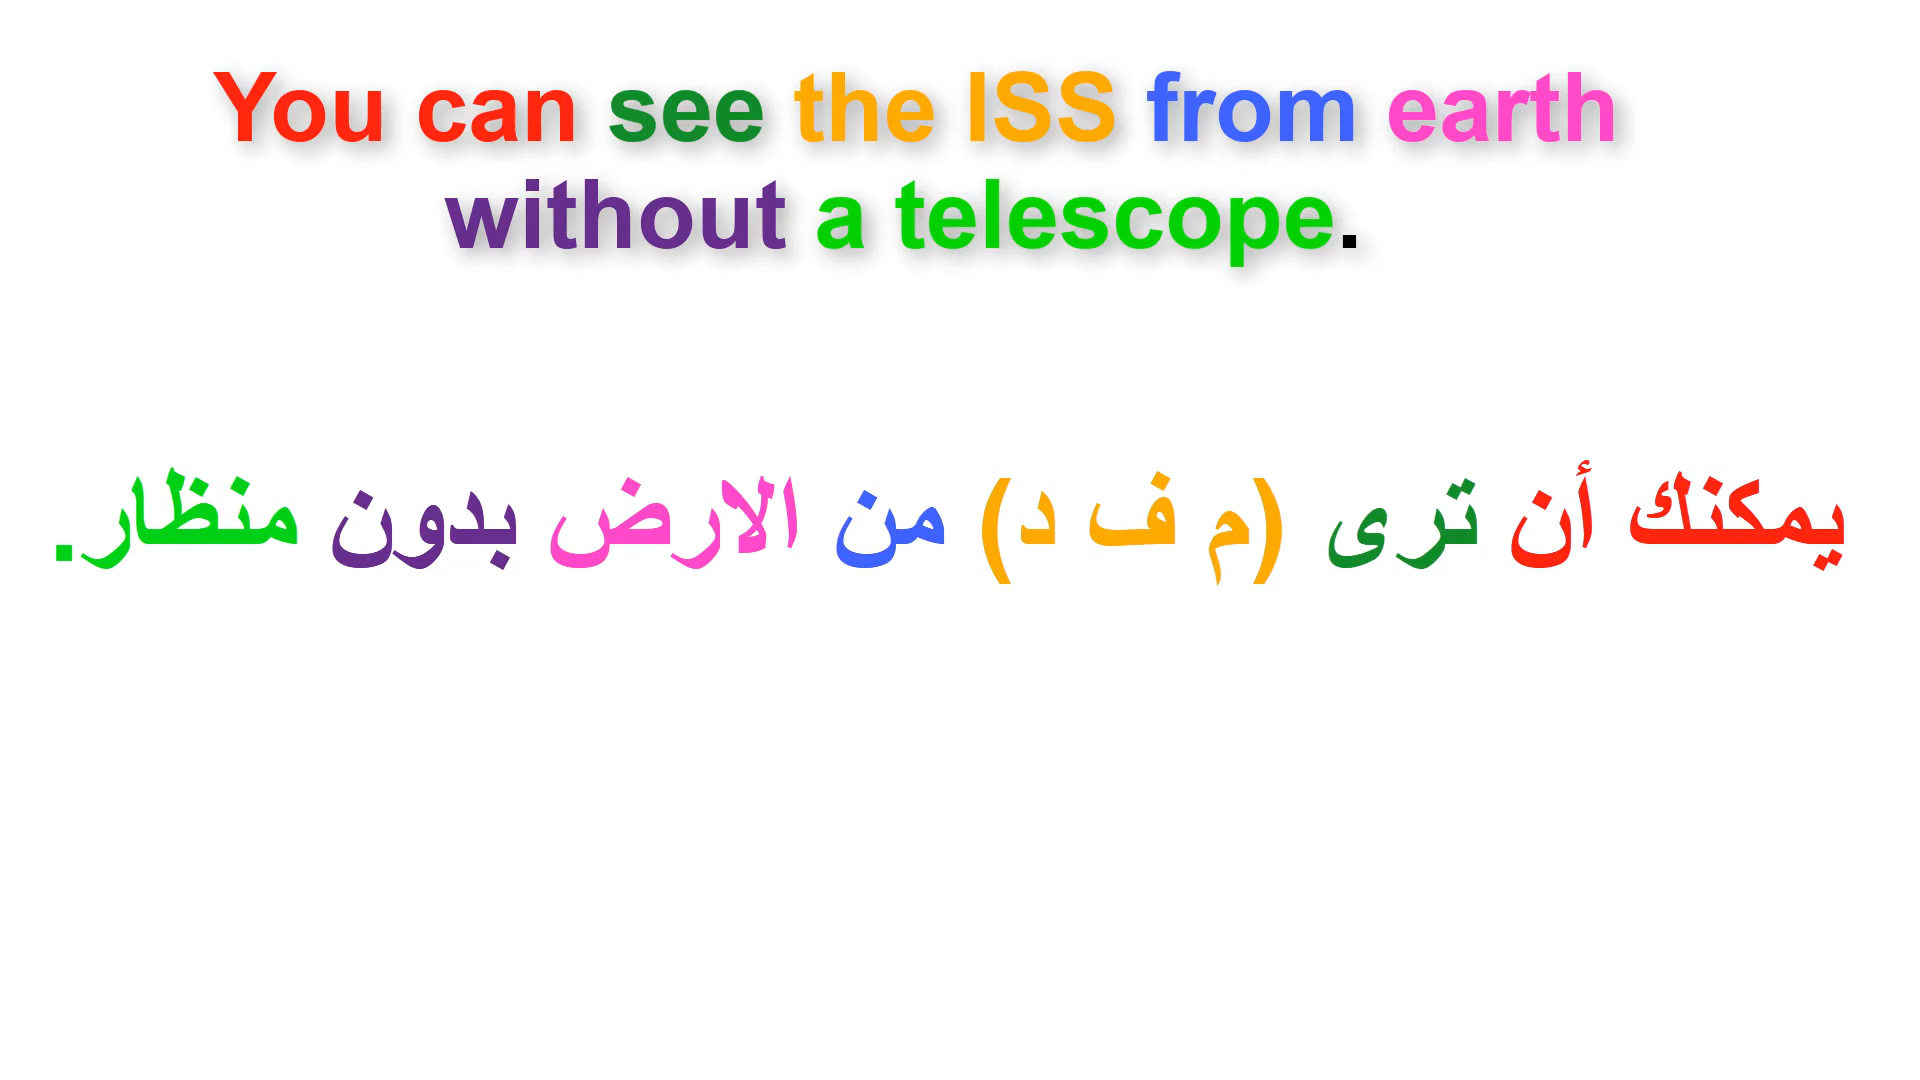 You can see the ISS from earth
without a telescope.
يمكنك أن ترى (م ف د) من الارض بدون منظار.